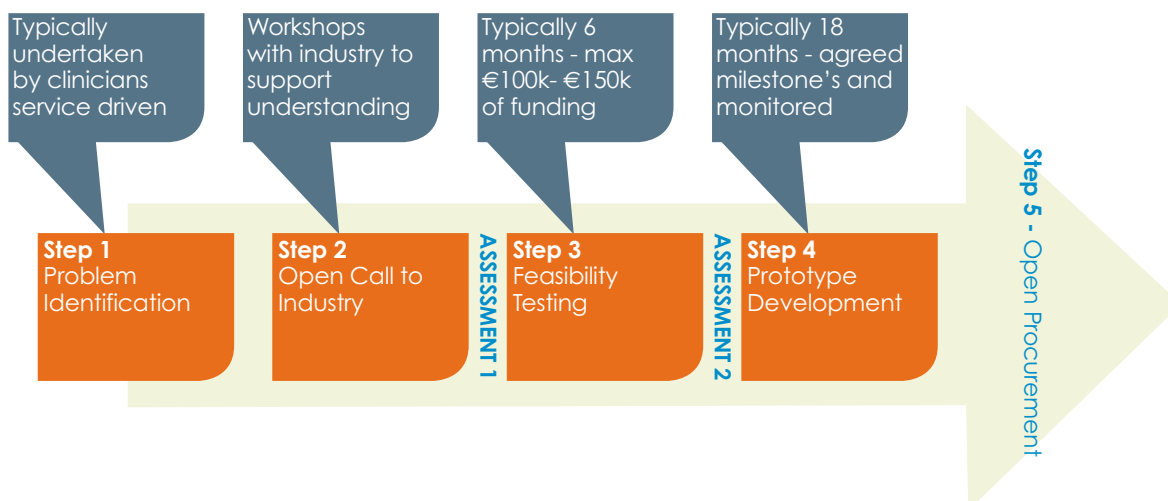 Typically
undertaken
by clinicians
service driven
Workshops
with industry to
support
understanding
Typically 6
months - max
€100k- €150k
of funding
Typically 18
months - agreed
milestone’s and
monitored
Step 1
Problem
Identification
Step 2
Open Call to
Industry
ASSESSMENT 1
Step 3
Feasibility
Testing
ASSESSMENT 2
Step 4
Prototype
Development
Step 5 - Open Procurement